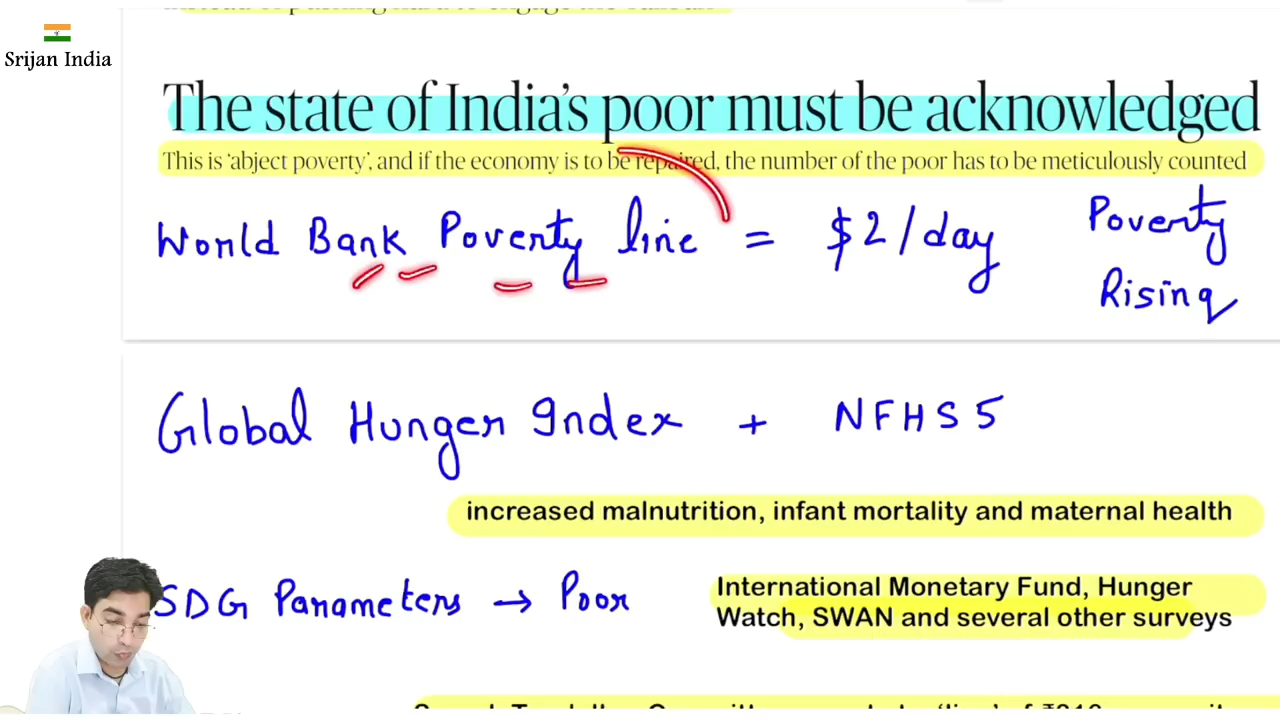 Srijan India
The state of India's poor must be acknowledged
This is 'abject poverty', and if the economy is to be repaired, the number of the poor has to be meticulously counted
World Bank Poverty line = $2/day
Poverty
Rising
Global Hunger Index + NFHS 5
increased malnutrition, infant mortality and maternal health
SDG Parameters → Poor
International Monetary Fund, Hunger
Watch, SWAN and several other surveys